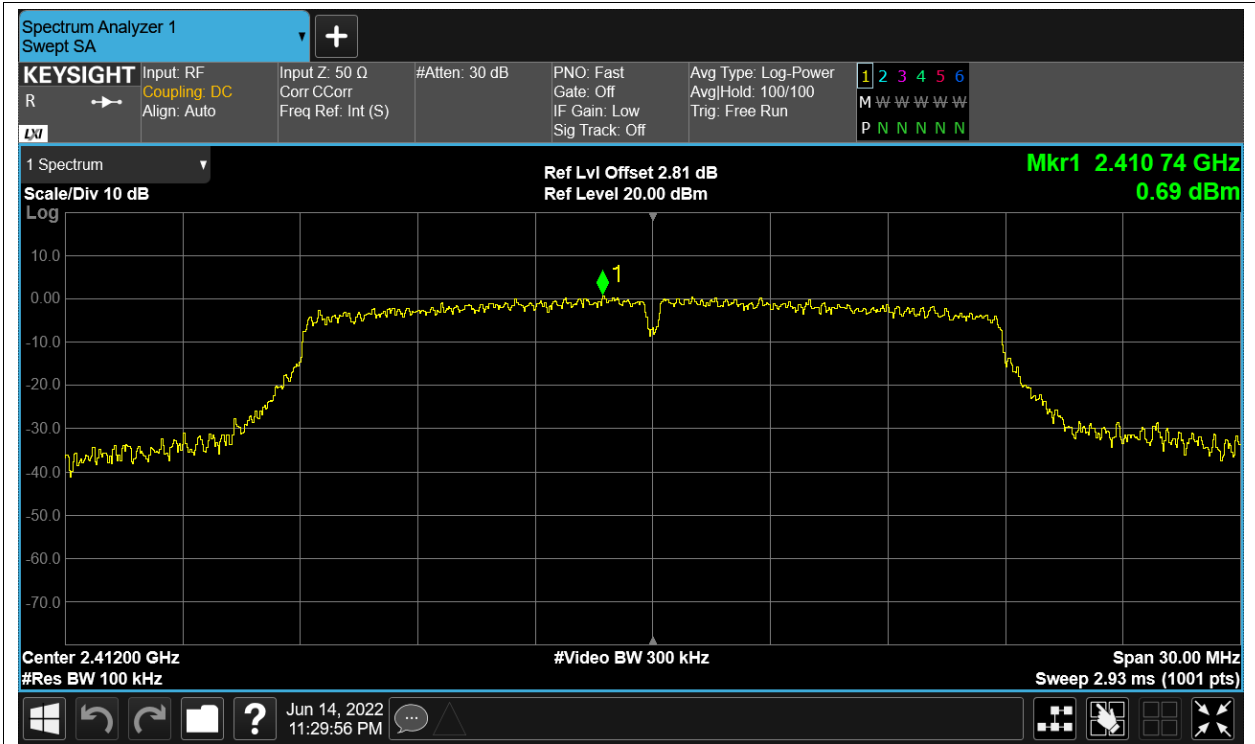 Spectrum Analyzer 1
Swept SA
KEYSIGHT
R
LXI
Input: RF
Coupling: DC
Align: Auto
Input Z: 50 Ω
Corr CCorr
Freq Ref: Int (S)
#Atten: 30 dB
PNO: Fast
Gate: Off
IF Gain: Low
Sig Track: Off
Avg Type: Log-Power
Avg|Hold: 100/100
Trig: Free Run
1 2 3 4 5 6
M W W W W W
P N N N N N
1 Spectrum
Scale/Div 10 dB
Log
Ref Lvl Offset 2.81 dB
Ref Level 20.00 dBm
Mkr1 2.410 74 GHz
0.69 dBm
10.0
0.00
-10.0
-20.0
-30.0
-40.0
-50.0
-60.0
-70.0
1
Center 2.41200 GHz
#Res BW 100 kHz
#Video BW 300 kHz
Span 30.00 MHz
Sweep 2.93 ms (1001 pts)
?
Jun 14, 2022
11:29:56 PM